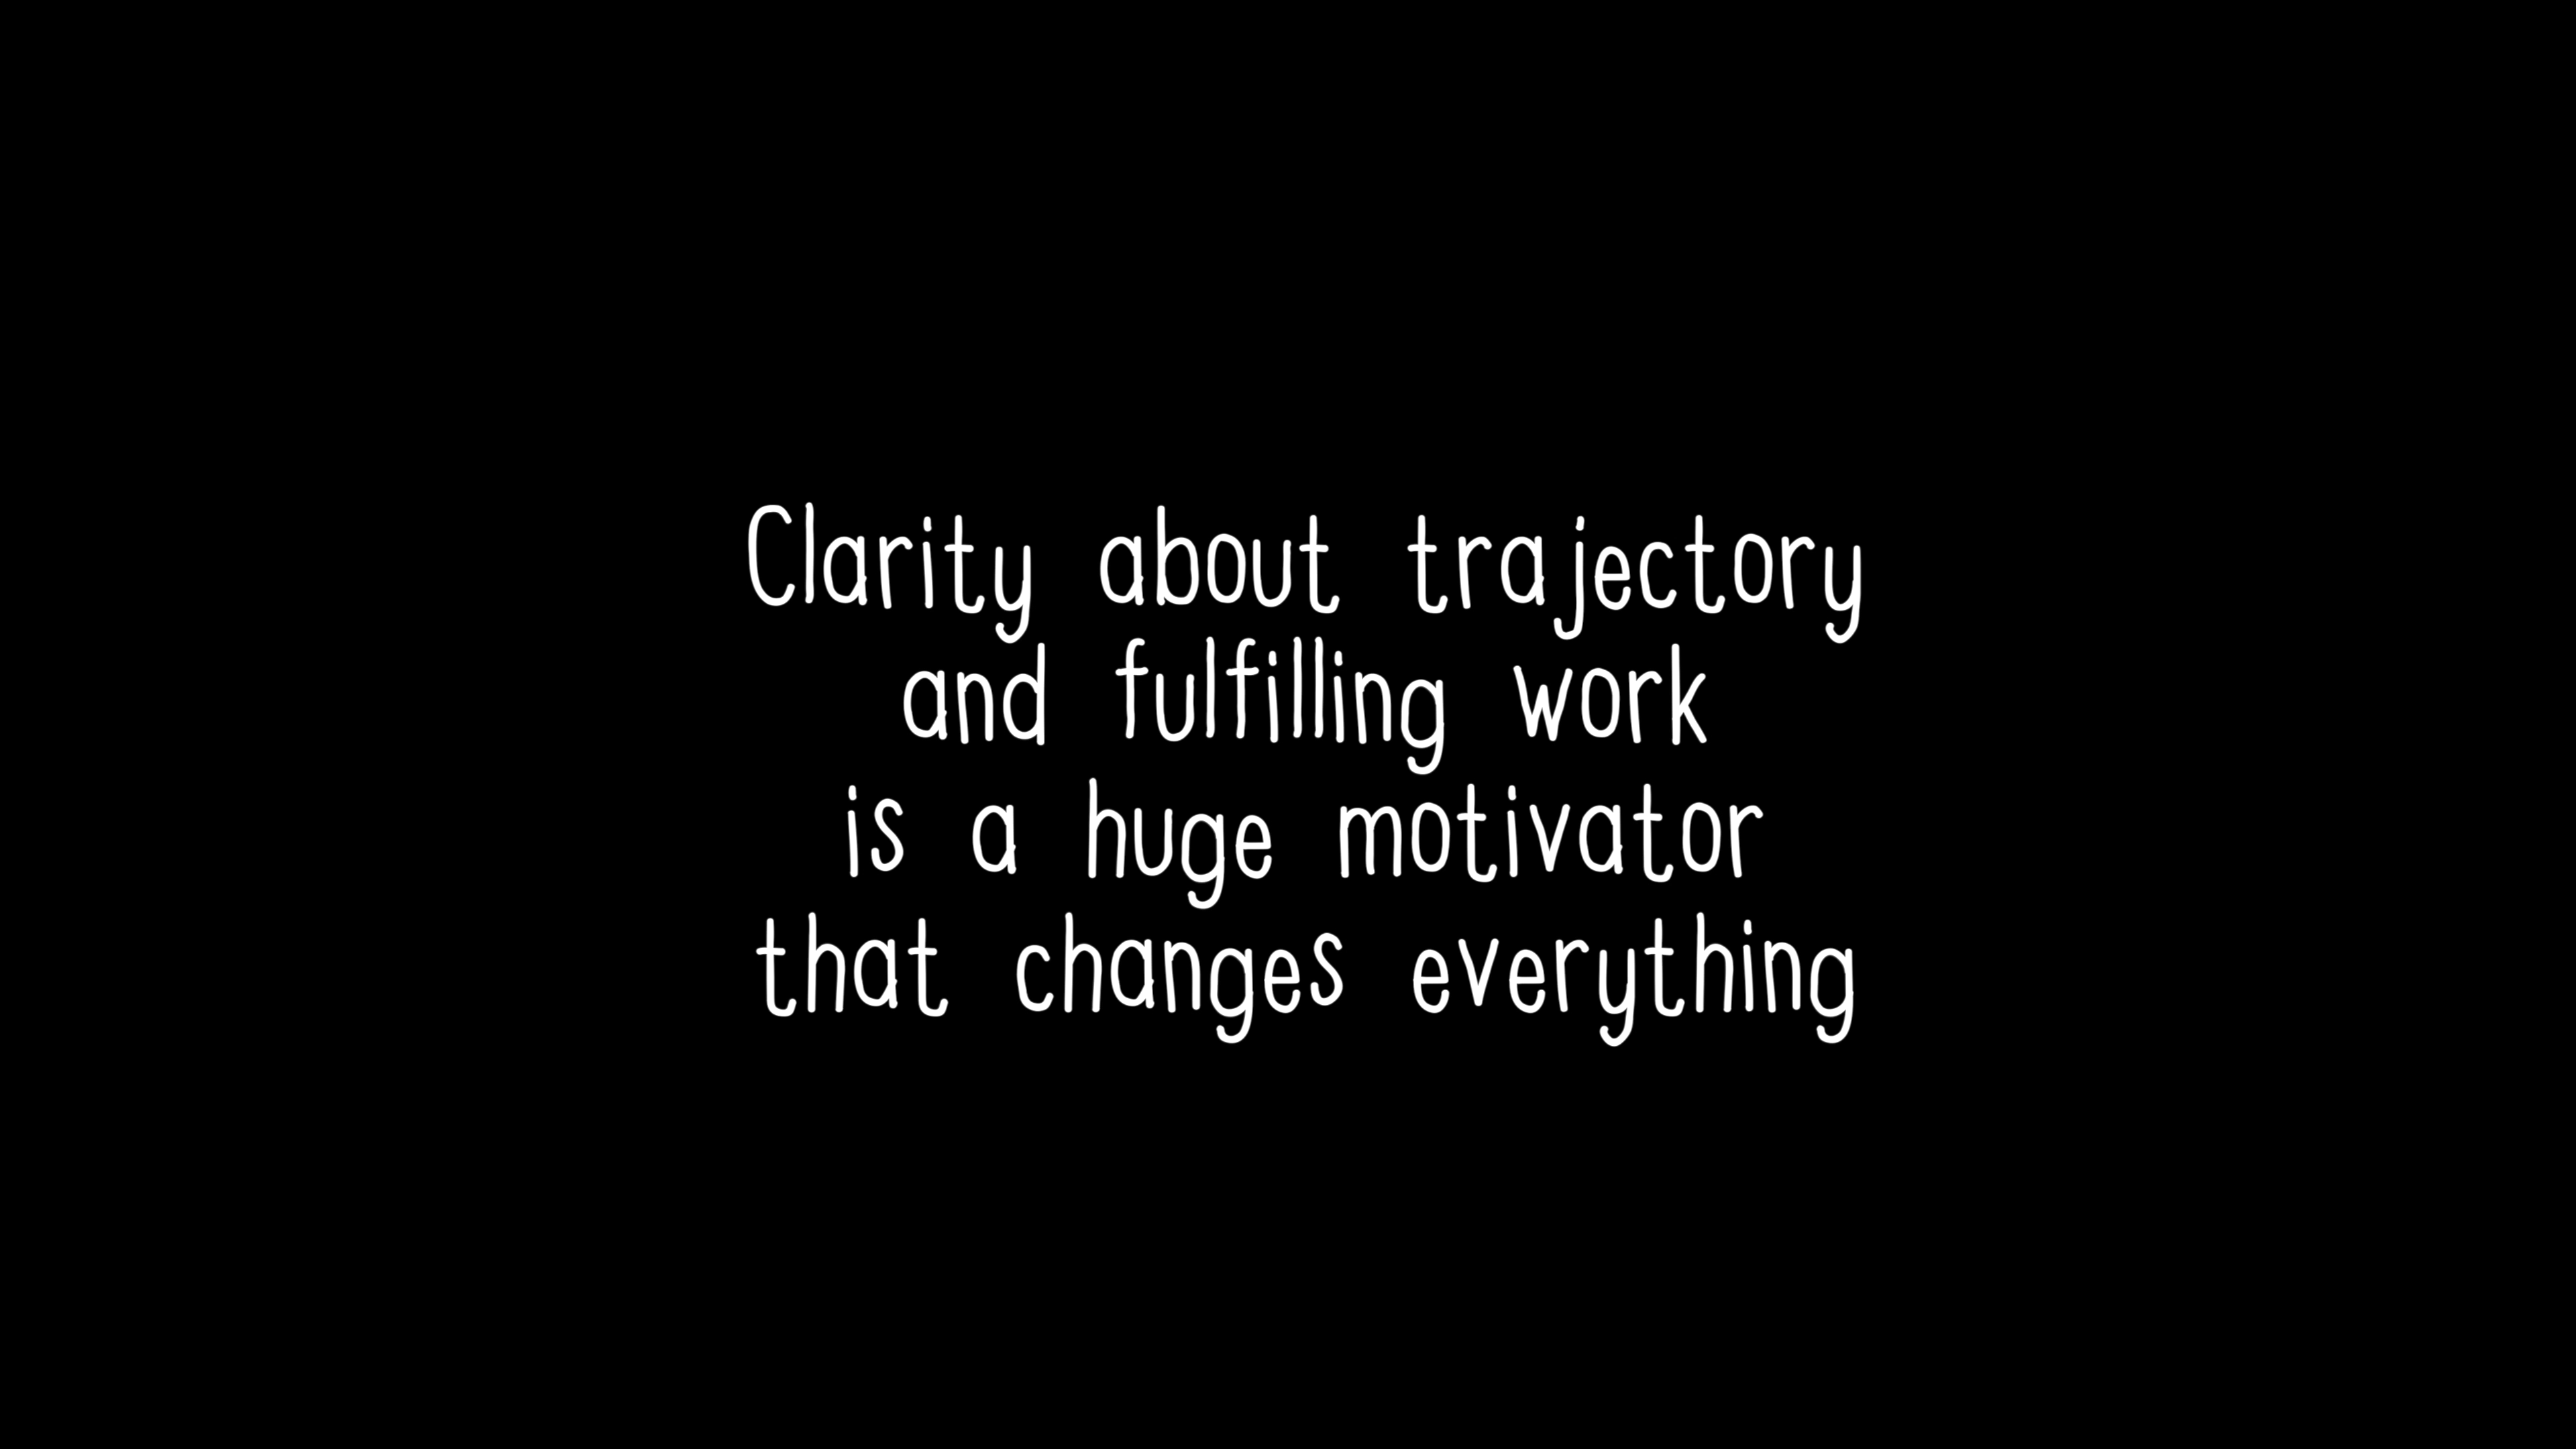 Clarity about trajectory
and fulfilling work
is a huge motivator
that changes everything